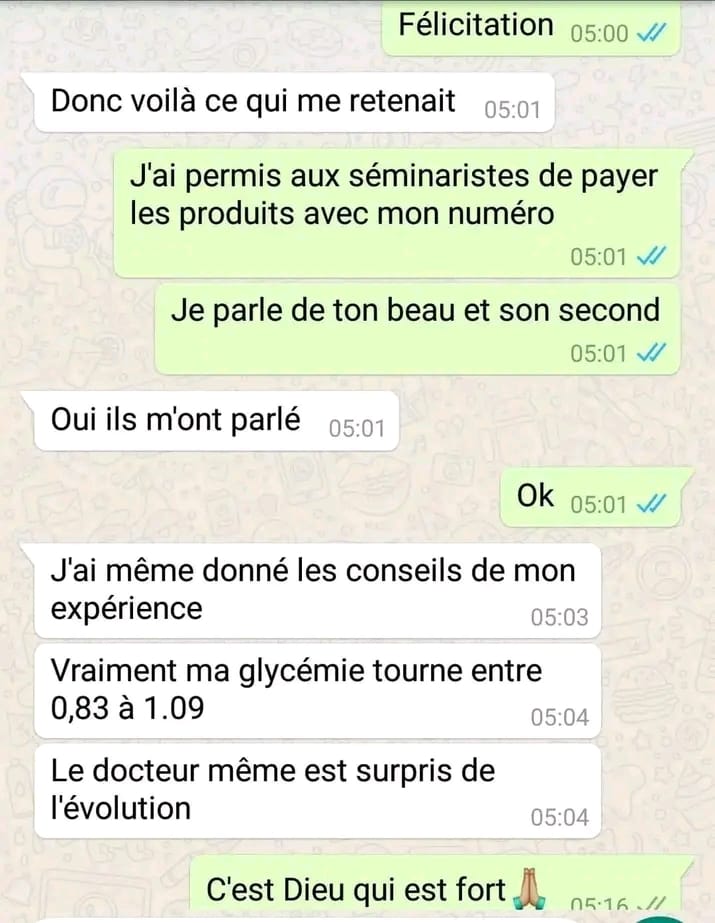 Félicitation 05:00
Donc voilà ce qui me retenait 05:01
J'ai permis aux séminaristes de payer
les produits avec mon numéro
05:01
Je parle de ton beau et son second
05:01
Oui ils m'ont parlé 05:01
Ok 05:01
J'ai même donné les conseils de mon
expérience 05:03
Vraiment ma glycémie tourne entre
0,83 à 1.09 05:04
Le docteur même est surpris de
l'évolution 05:04
C'est Dieu qui est fort🙏🏼 05:16